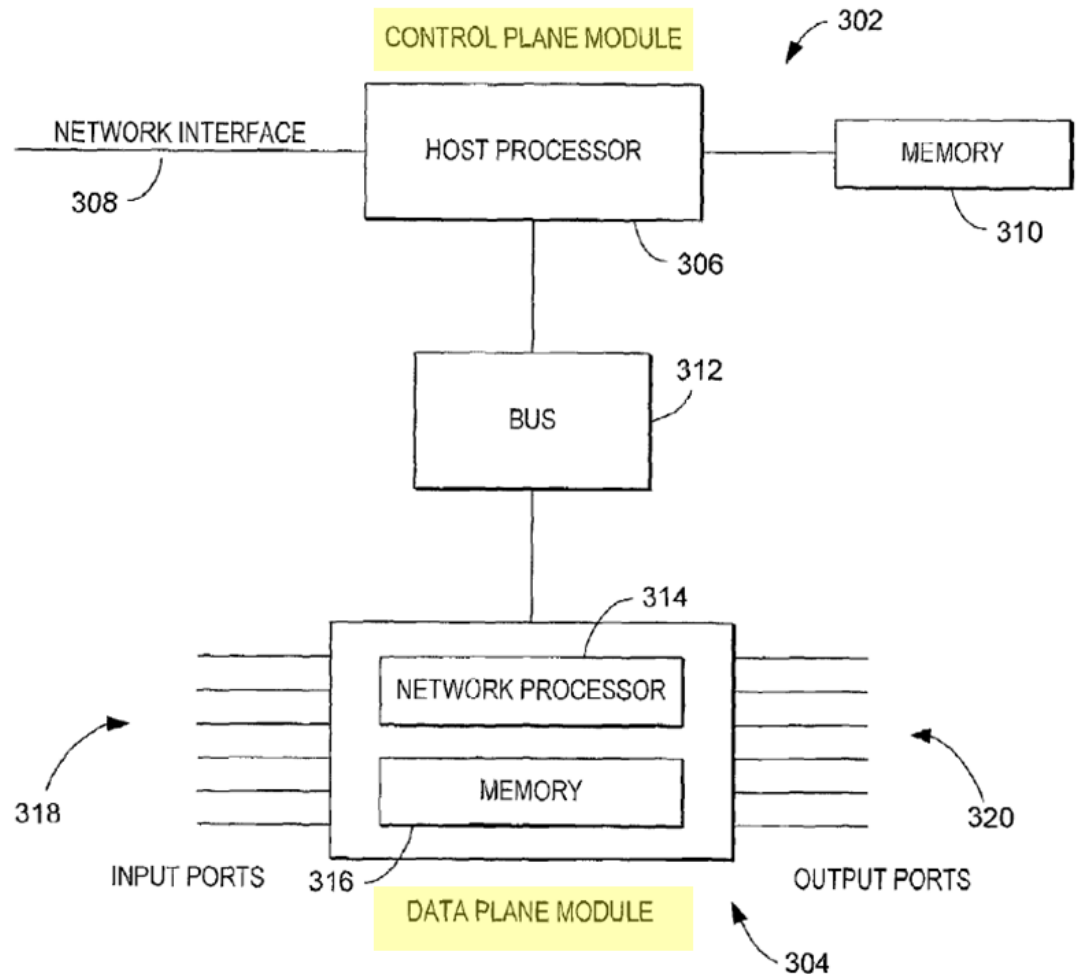 CONTROL PLANE MODULE
302
NETWORK INTERFACE
HOST PROCESSOR
MEMORY
308
310
306
312
BUS
314
NETWORK PROCESSOR
MEMORY
318
320
INPUT PORTS
316
OUTPUT PORTS
DATA PLANE MODULE
304